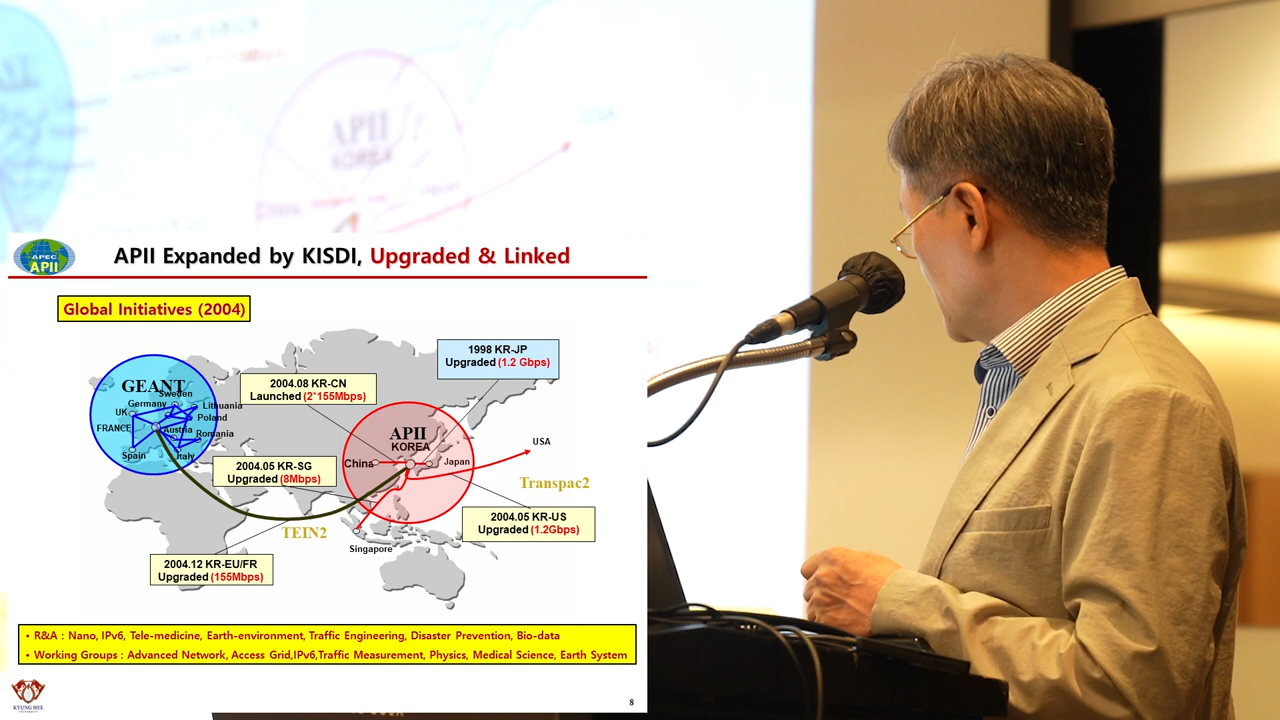 APII
KOREA
USA
China
APEC
APII
APII Expanded by KISDI, Upgraded & Linked
Global Initiatives (2004)
1998 KR-JP
Upgraded (1.2 Gbps)
2004.08 KR-CN
Launched (2*155Mbps)
GEANT
Sweden
Germany
Lithuania
UK
Poland
FRANCE
Austria
Romania
Spain
Italy
APII
KOREA
China
Japan
USA
2004.05 KR-SG
Upgraded (8Mbps)
Transpac2
2004.05 KR-US
Upgraded (1.2Gbps)
TEIN2
Singapore
2004.12 KR-EU/FR
Upgraded (155Mbps)
• R&A : Nano, IPv6, Tele-medicine, Earth-environment, Traffic Engineering, Disaster Prevention, Bio-data
• Working Groups : Advanced Network, Access Grid,IPv6,Traffic Measurement, Physics, Medical Science, Earth System
KYUNG HEE
UNIVERSITY
8